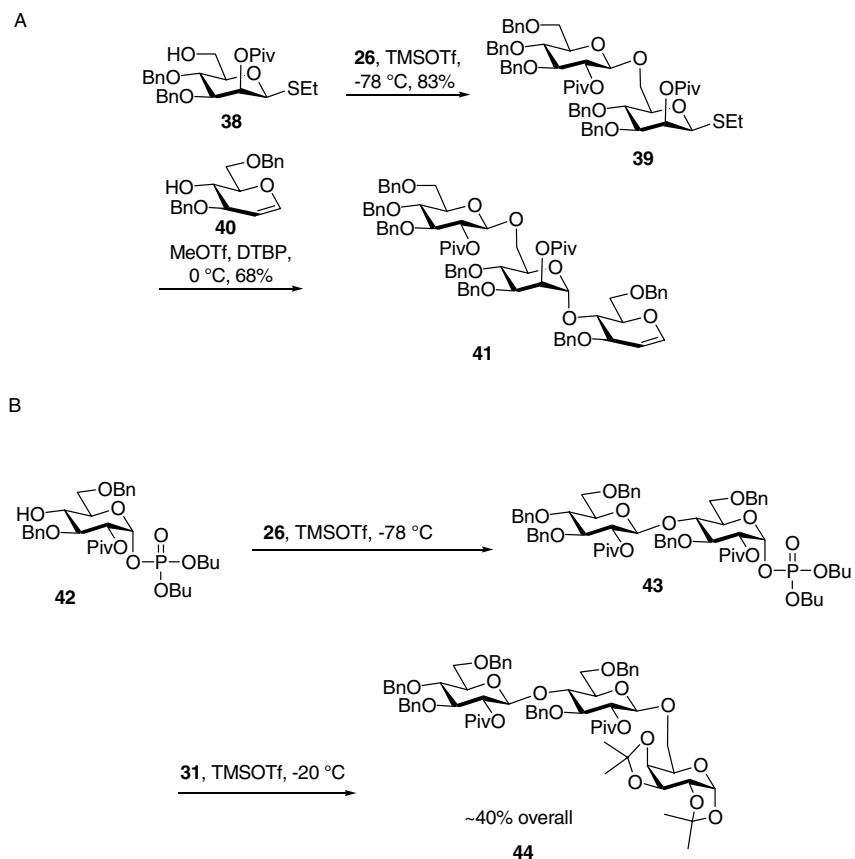 A
HO
OPiv
BnO
BnO
O
SEt
38
26, TMSOTf,
-78 °C, 83%
OBn
BnO
BnO
O
O
PivO
OPiv
BnO
BnO
O
SEt
39
OBn
HO
BnO
O
40
MeOTf, DTBP,
0 °C, 68%
OBn
BnO
BnO
O
O
PivO
OPiv
BnO
BnO
O
OBn
O
O
BnO
41
B
OBn
HO
BnO
O
PivO
O
O
P
OBu
OBu
42
26, TMSOTf, -78 °C
OBn
OBn
BnO
BnO
O
O
O
PivO
BnO
PivO
O
O
P
OBu
OBu
43
31, TMSOTf, -20 °C
OBn
OBn
BnO
BnO
O
O
O
O
PivO
BnO
PivO
O
O
O
O
O
~40% overall
44